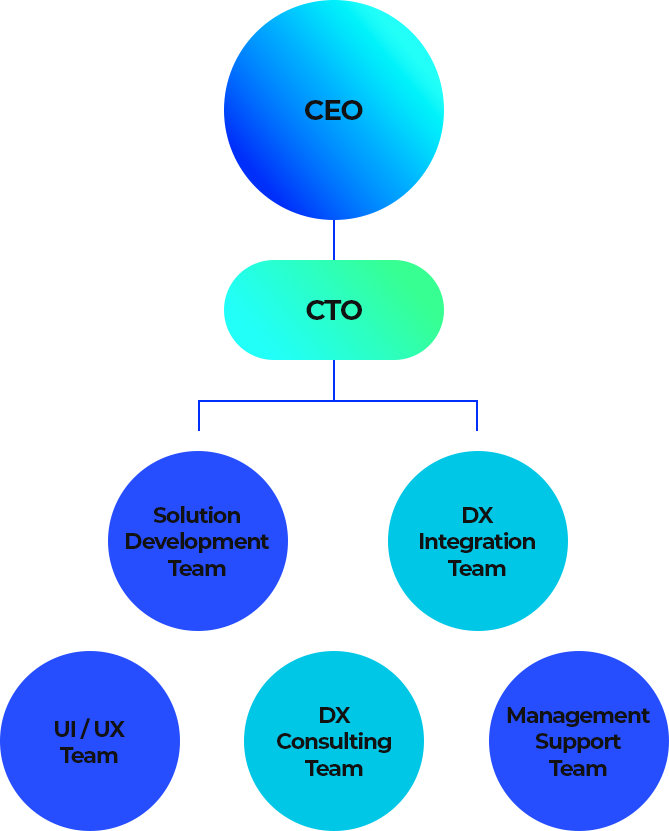 CEO
CTO
Solution
Development
Team
DX
Integration
Team
UI / UX
Team
DX
Consulting
Team
Management
Support
Team